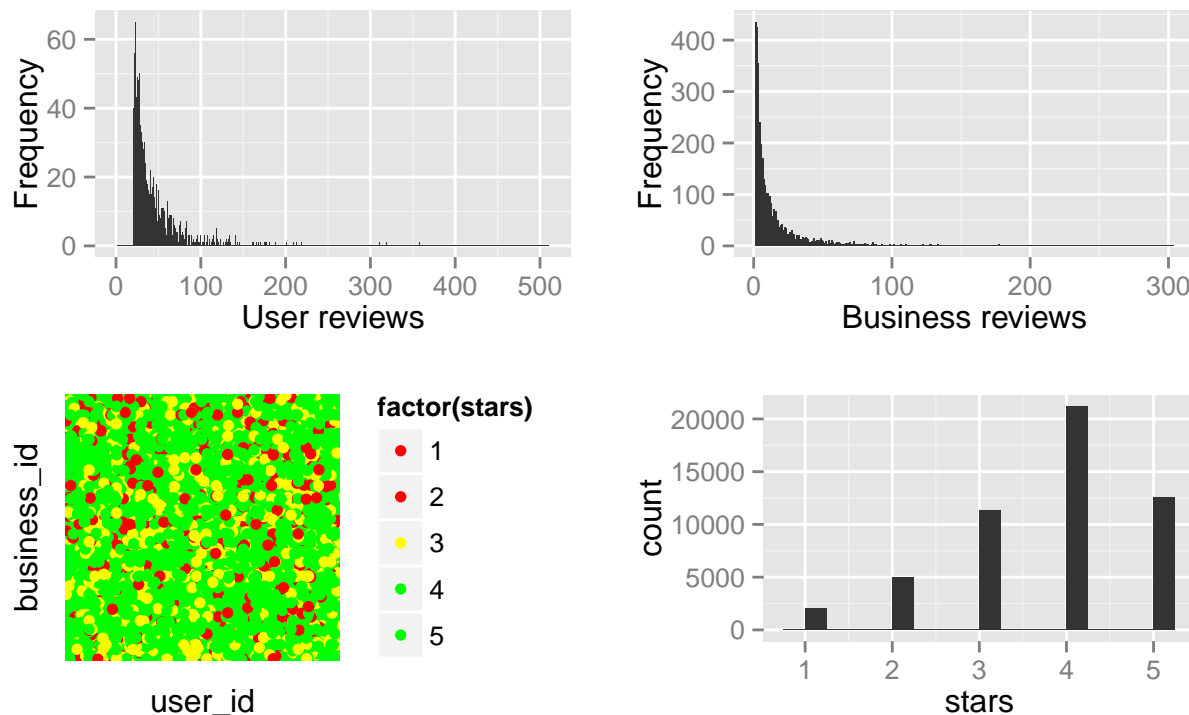 60
40
20
0
Frequency
0 100 200 300 400 500
User reviews
400
300
200
100
0
Frequency
0 100 200 300
Business reviews
business_id
user_id
factor(stars)
1
2
3
4
5
20000
15000
10000
5000
0
count
1 2 3 4 5
stars